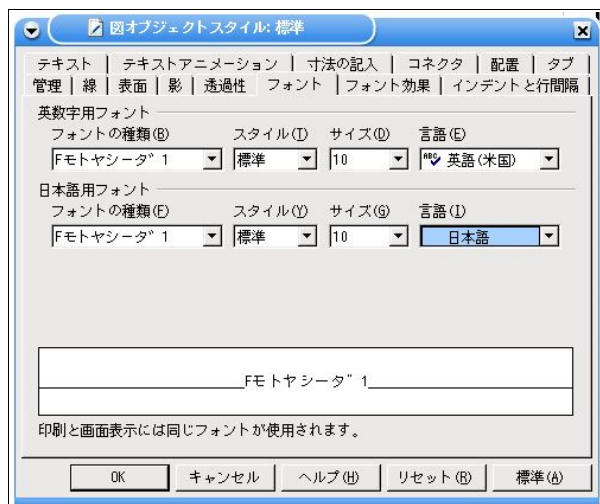 図オブジェクトスタイル: 標準
テキスト テキストアニメーション 寸法の記入 コネクタ 配置 タブ
管理 線 表面 影 透過性 フォント フォント効果 インデントと行間隔
英数字用フォント
フォントの種類(B) スタイル(T) サイズ(D) 言語(E)
Fモトヤシータ゛1 標準 10 ABC 英語(米国)
日本語用フォント
フォントの種類(F) スタイル(Y) サイズ(G) 言語(I)
Fモトヤシータ゛1 標準 10 日本語
Fモトヤシータ゛1
印刷と画面表示には同じフォントが使用されます。
OK キャンセル ヘルプ(H) リセット(R) 標準(A)